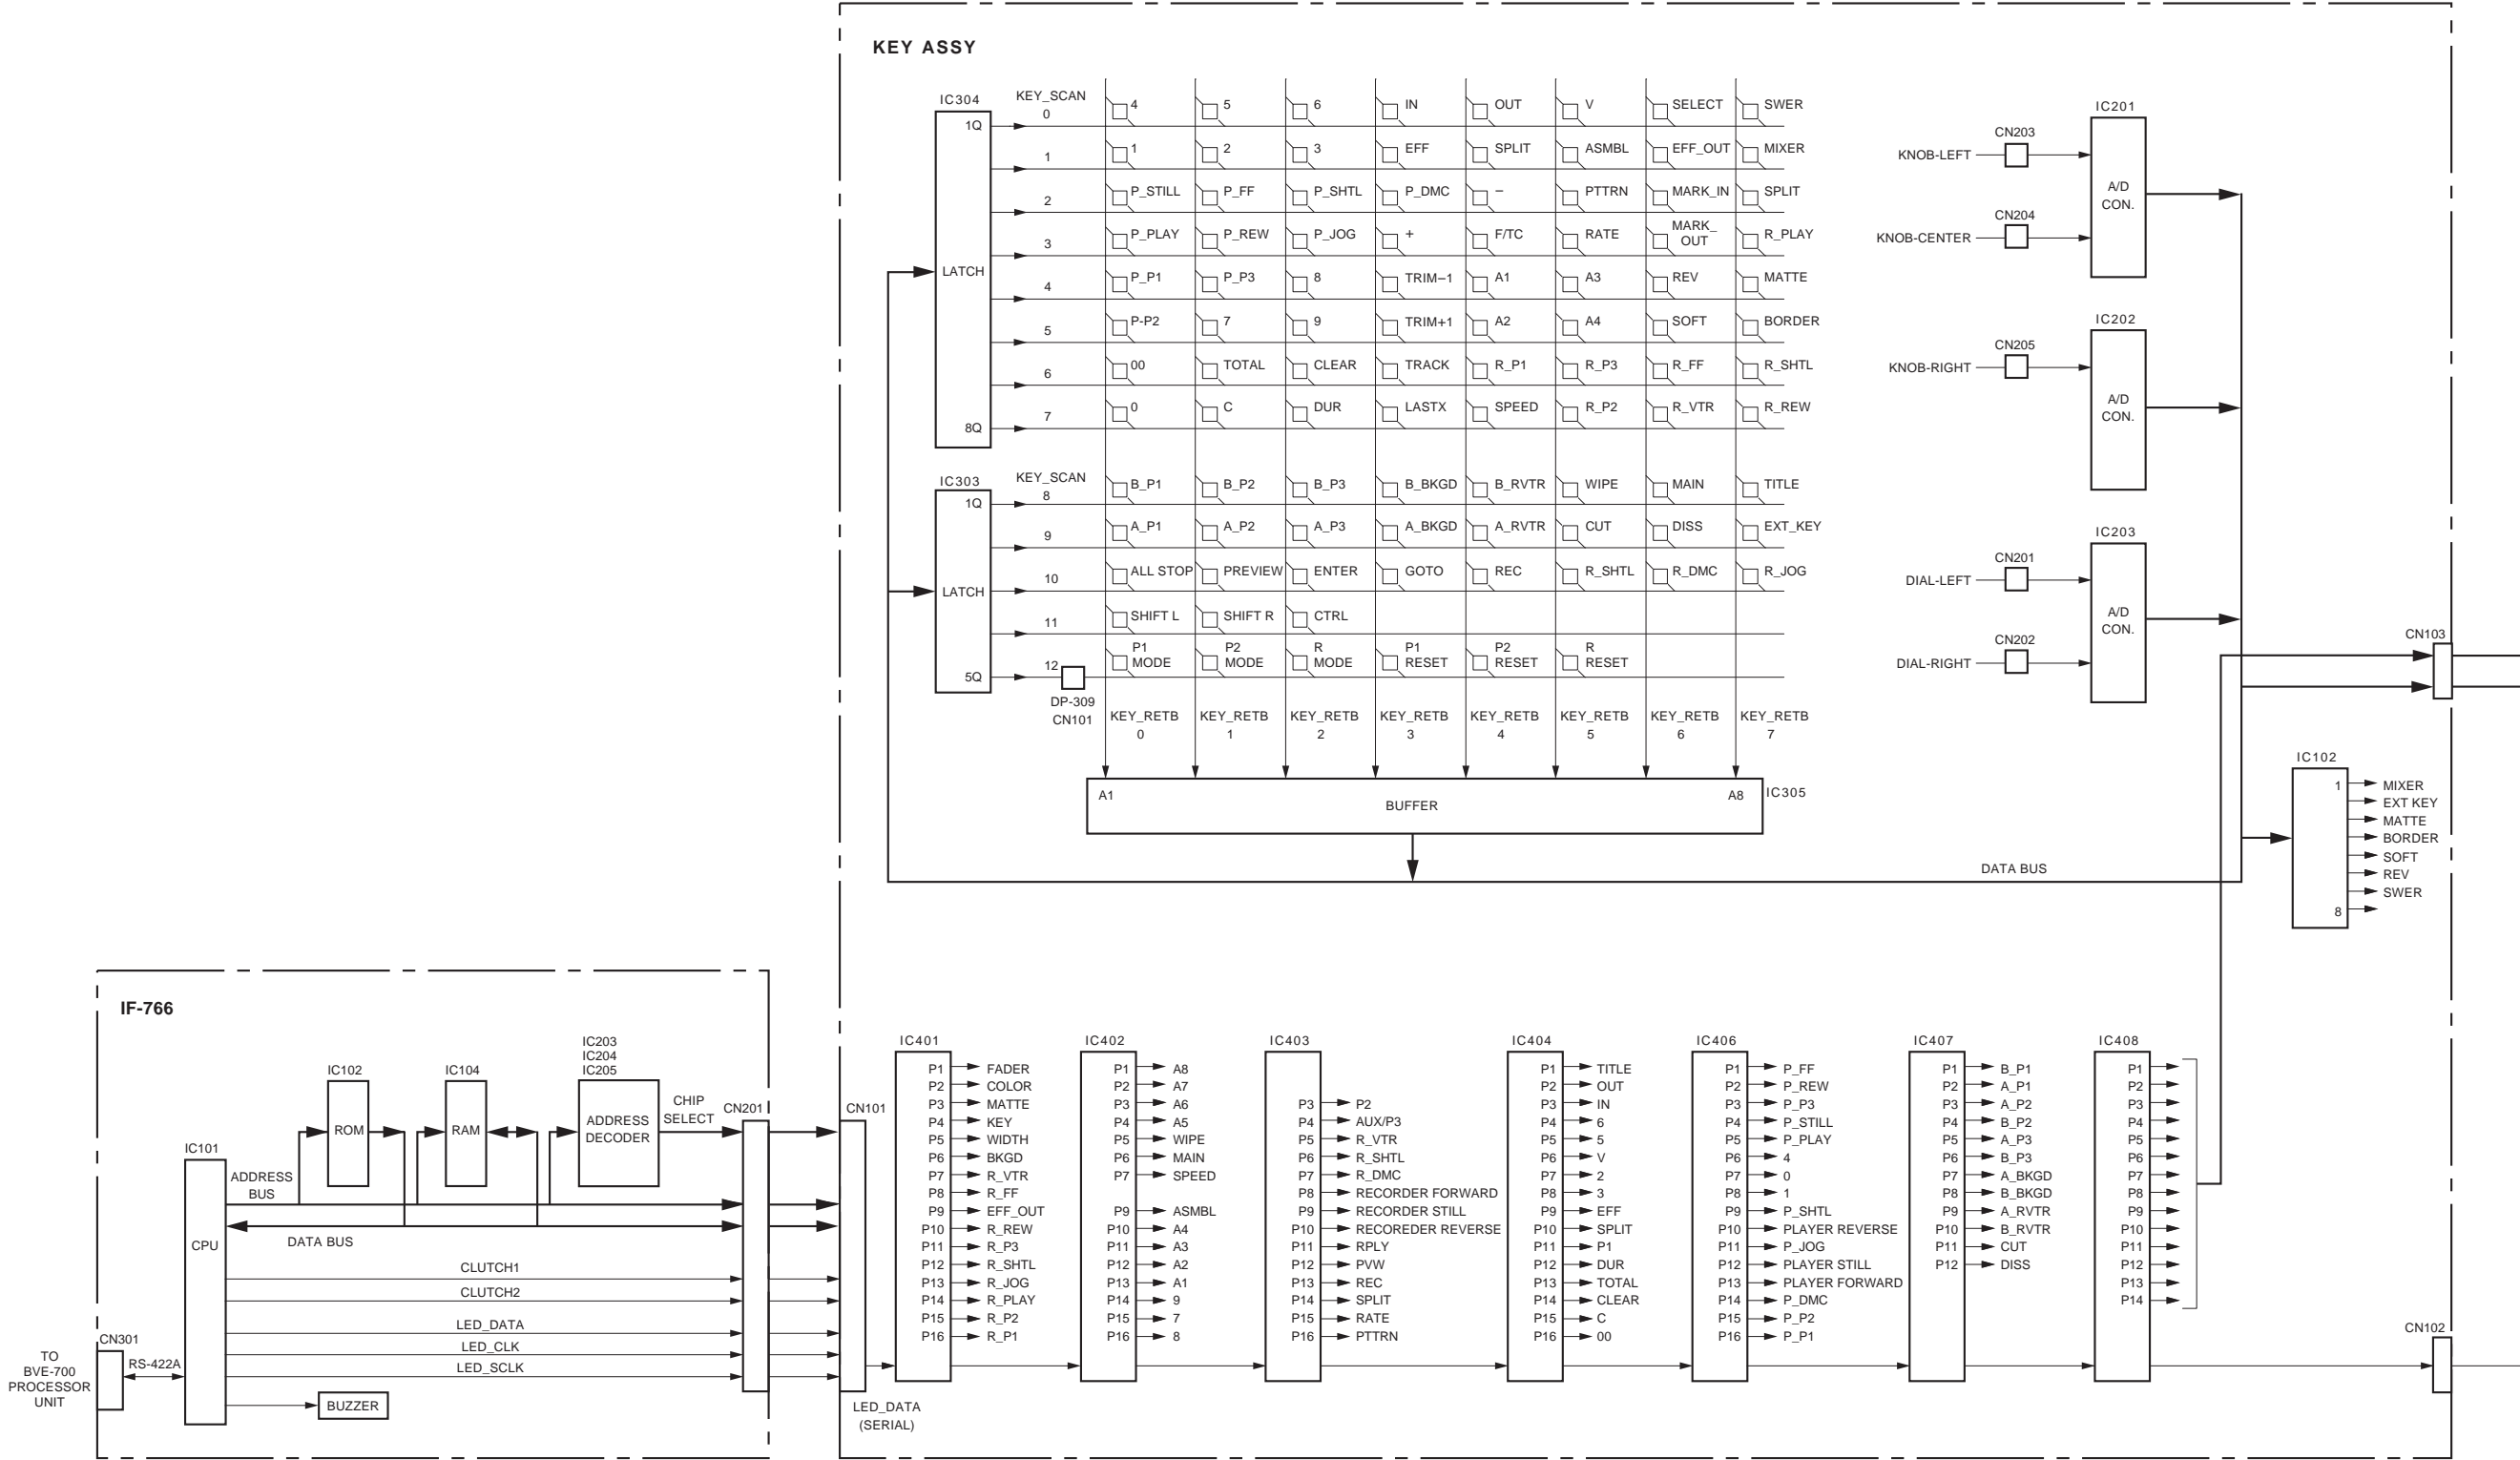 KEY ASSY
IC304
1Q
LATCH
8Q
KEY_SCAN
0
4 5 6 IN OUT V SELECT SWER
1
1 2 3 EFF SPLIT ASMBL EFF_OUT MIXER
2
P_STILL P_FF P_SHTL P_DMC – PTTRN MARK_IN SPLIT
3
P_PLAY P_REW P_JOG + F/TC RATE MARK_ R_PLAY
OUT
4
P_P1 P_P3 8 TRIM–1 A1 A3 REV MATTE
5
P-P2 7 9 TRIM+1 A2 A4 SOFT BORDER
6
00 TOTAL CLEAR TRACK R_P1 R_P3 R_FF R_SHTL
7
0 C DUR LASTX SPEED R_P2 R_VTR R_REW
IC303
1Q
LATCH
5Q
KEY_SCAN
8
B_P1 B_P2 B_P3 B_BKGD B_RVTR WIPE MAIN TITLE
9
A_P1 A_P2 A_P3 A_BKGD A_RVTR CUT DISS EXT_KEY
10
ALL STOP PREVIEW ENTER GOTO REC R_SHTL R_DMC R_JOG
11
SHIFT L SHIFT R CTRL
12
P1 P2 R P1 P2 R
MODE MODE MODE RESET RESET RESET
DP-309
CN101
KEY_RETB KEY_RETB KEY_RETB KEY_RETB KEY_RETB KEY_RETB KEY_RETB KEY_RETB
0 1 2 3 4 5 6 7
A1
BUFFER
A8
IC305
DATA BUS
IC201
CN203
KNOB-LEFT
A/D
CON.
CN204
KNOB-CENTER
IC202
CN205
KNOB-RIGHT
A/D
CON.
IC203
CN201
DIAL-LEFT
A/D
CON.
CN202
DIAL-RIGHT
CN103
IC102
1
MIXER
EXT KEY
MATTE
BORDER
SOFT
REV
SWER
8
IF-766
IC203
IC204
IC205
IC102
ROM
IC104
RAM
ADDRESS
DECODER
CHIP
SELECT
CN201
IC101
CPU
ADDRESS
BUS
DATA BUS
CLUTCH1
CLUTCH2
LED_DATA
LED_CLK
LED_SCLK
CN301
RS-422A
TO
BVE-700
PROCESSOR
UNIT
BUZZER
CN101
LED_DATA
(SERIAL)
IC401
P1 FADER
P2 COLOR
P3 MATTE
P4 KEY
P5 WIDTH
P6 BKGD
P7 R_VTR
P8 R_FF
P9 EFF_OUT
P10 R_REW
P11 R_P3
P12 R_SHTL
P13 R_JOG
P14 R_PLAY
P15 R_P2
P16 R_P1
IC402
P1 A8
P2 A7
P3 A6
P4 A5
P5 WIPE
P6 MAIN
P7 SPEED
P9 ASMBL
P10 A4
P11 A3
P12 A2
P13 A1
P14 9
P15 7
P16 8
IC403
P3 P2
P4 AUX/P3
P5 R_VTR
P6 R_SHTL
P7 R_DMC
P8 RECORDER FORWARD
P9 RECORDER STILL
P10 RECOREDER REVERSE
P11 RPLY
P12 PVW
P13 REC
P14 SPLIT
P15 RATE
P16 PTTRN
IC404
P1 TITLE
P2 OUT
P3 IN
P4 6
P5 5
P6 V
P7 2
P8 3
P9 EFF
P10 SPLIT
P11 P1
P12 DUR
P13 TOTAL
P14 CLEAR
P15 C
P16 00
IC406
P1 P_FF
P2 P_REW
P3 P_P3
P4 P_STILL
P5 P_PLAY
P6 4
P7 0
P8 1
P9 P_SHTL
P10 PLAYER REVERSE
P11 P_JOG
P12 PLAYER STILL
P13 PLAYER FORWARD
P14 P_DMC
P15 P_P2
P16 P_P1
IC407
P1 B_P1
P2 A_P1
P3 A_P2
P4 B_P2
P5 A_P3
P6 B_P3
P7 A_BKGD
P8 B_BKGD
P9 A_RVTR
P10 B_RVTR
P11 CUT
P12 DISS
IC408
P1
P2
P3
P4
P5
P6
P7
P8
P9
P10
P11
P12
P13
P14
CN102